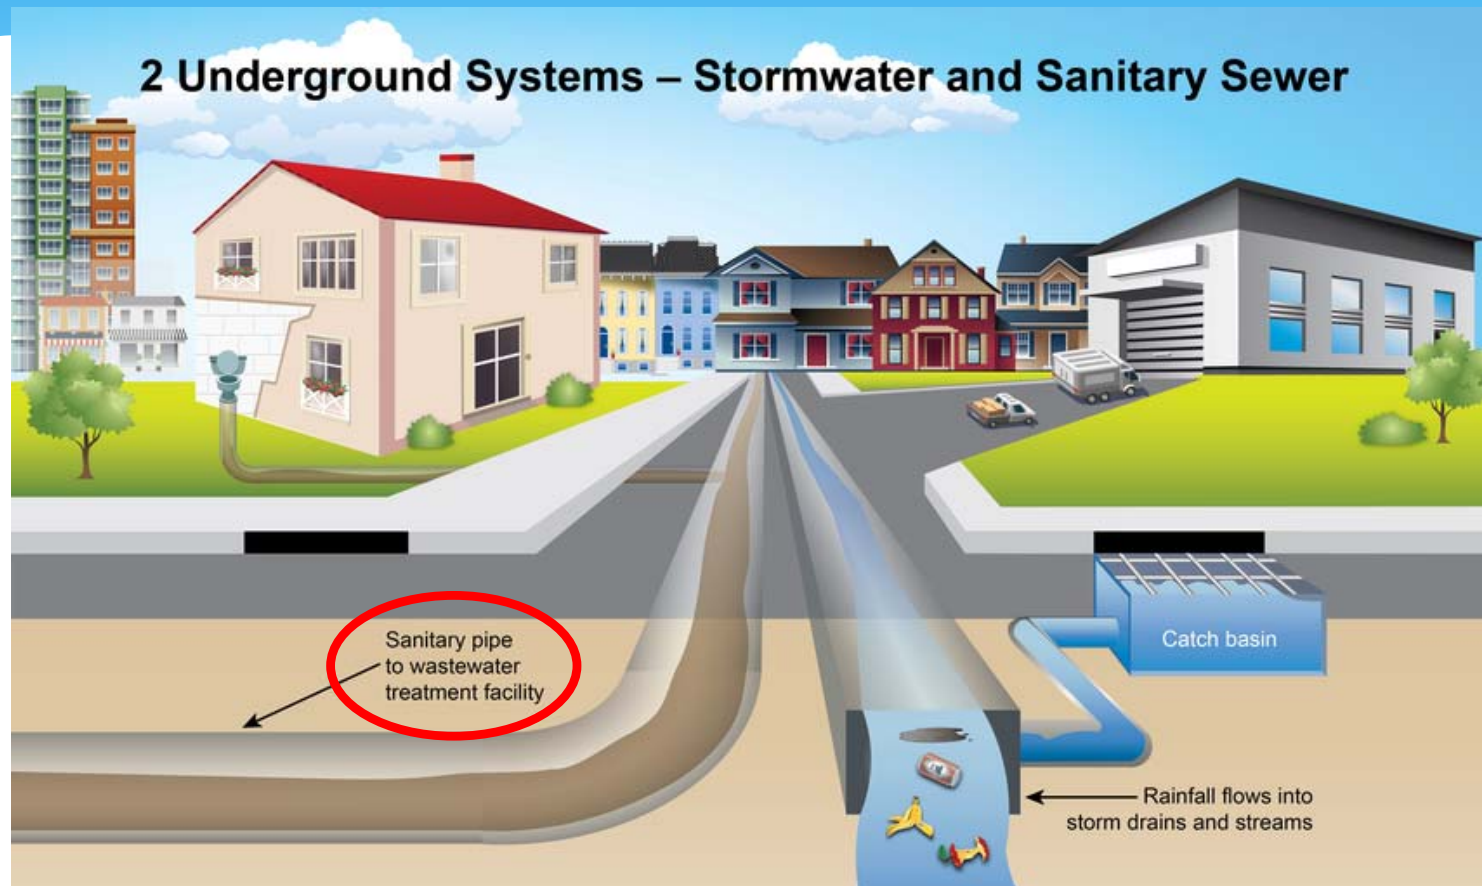 2 Underground Systems – Stormwater and Sanitary Sewer
Sanitary pipe
to wastewater
treatment facility
Catch basin
Rainfall flows into
storm drains and streams